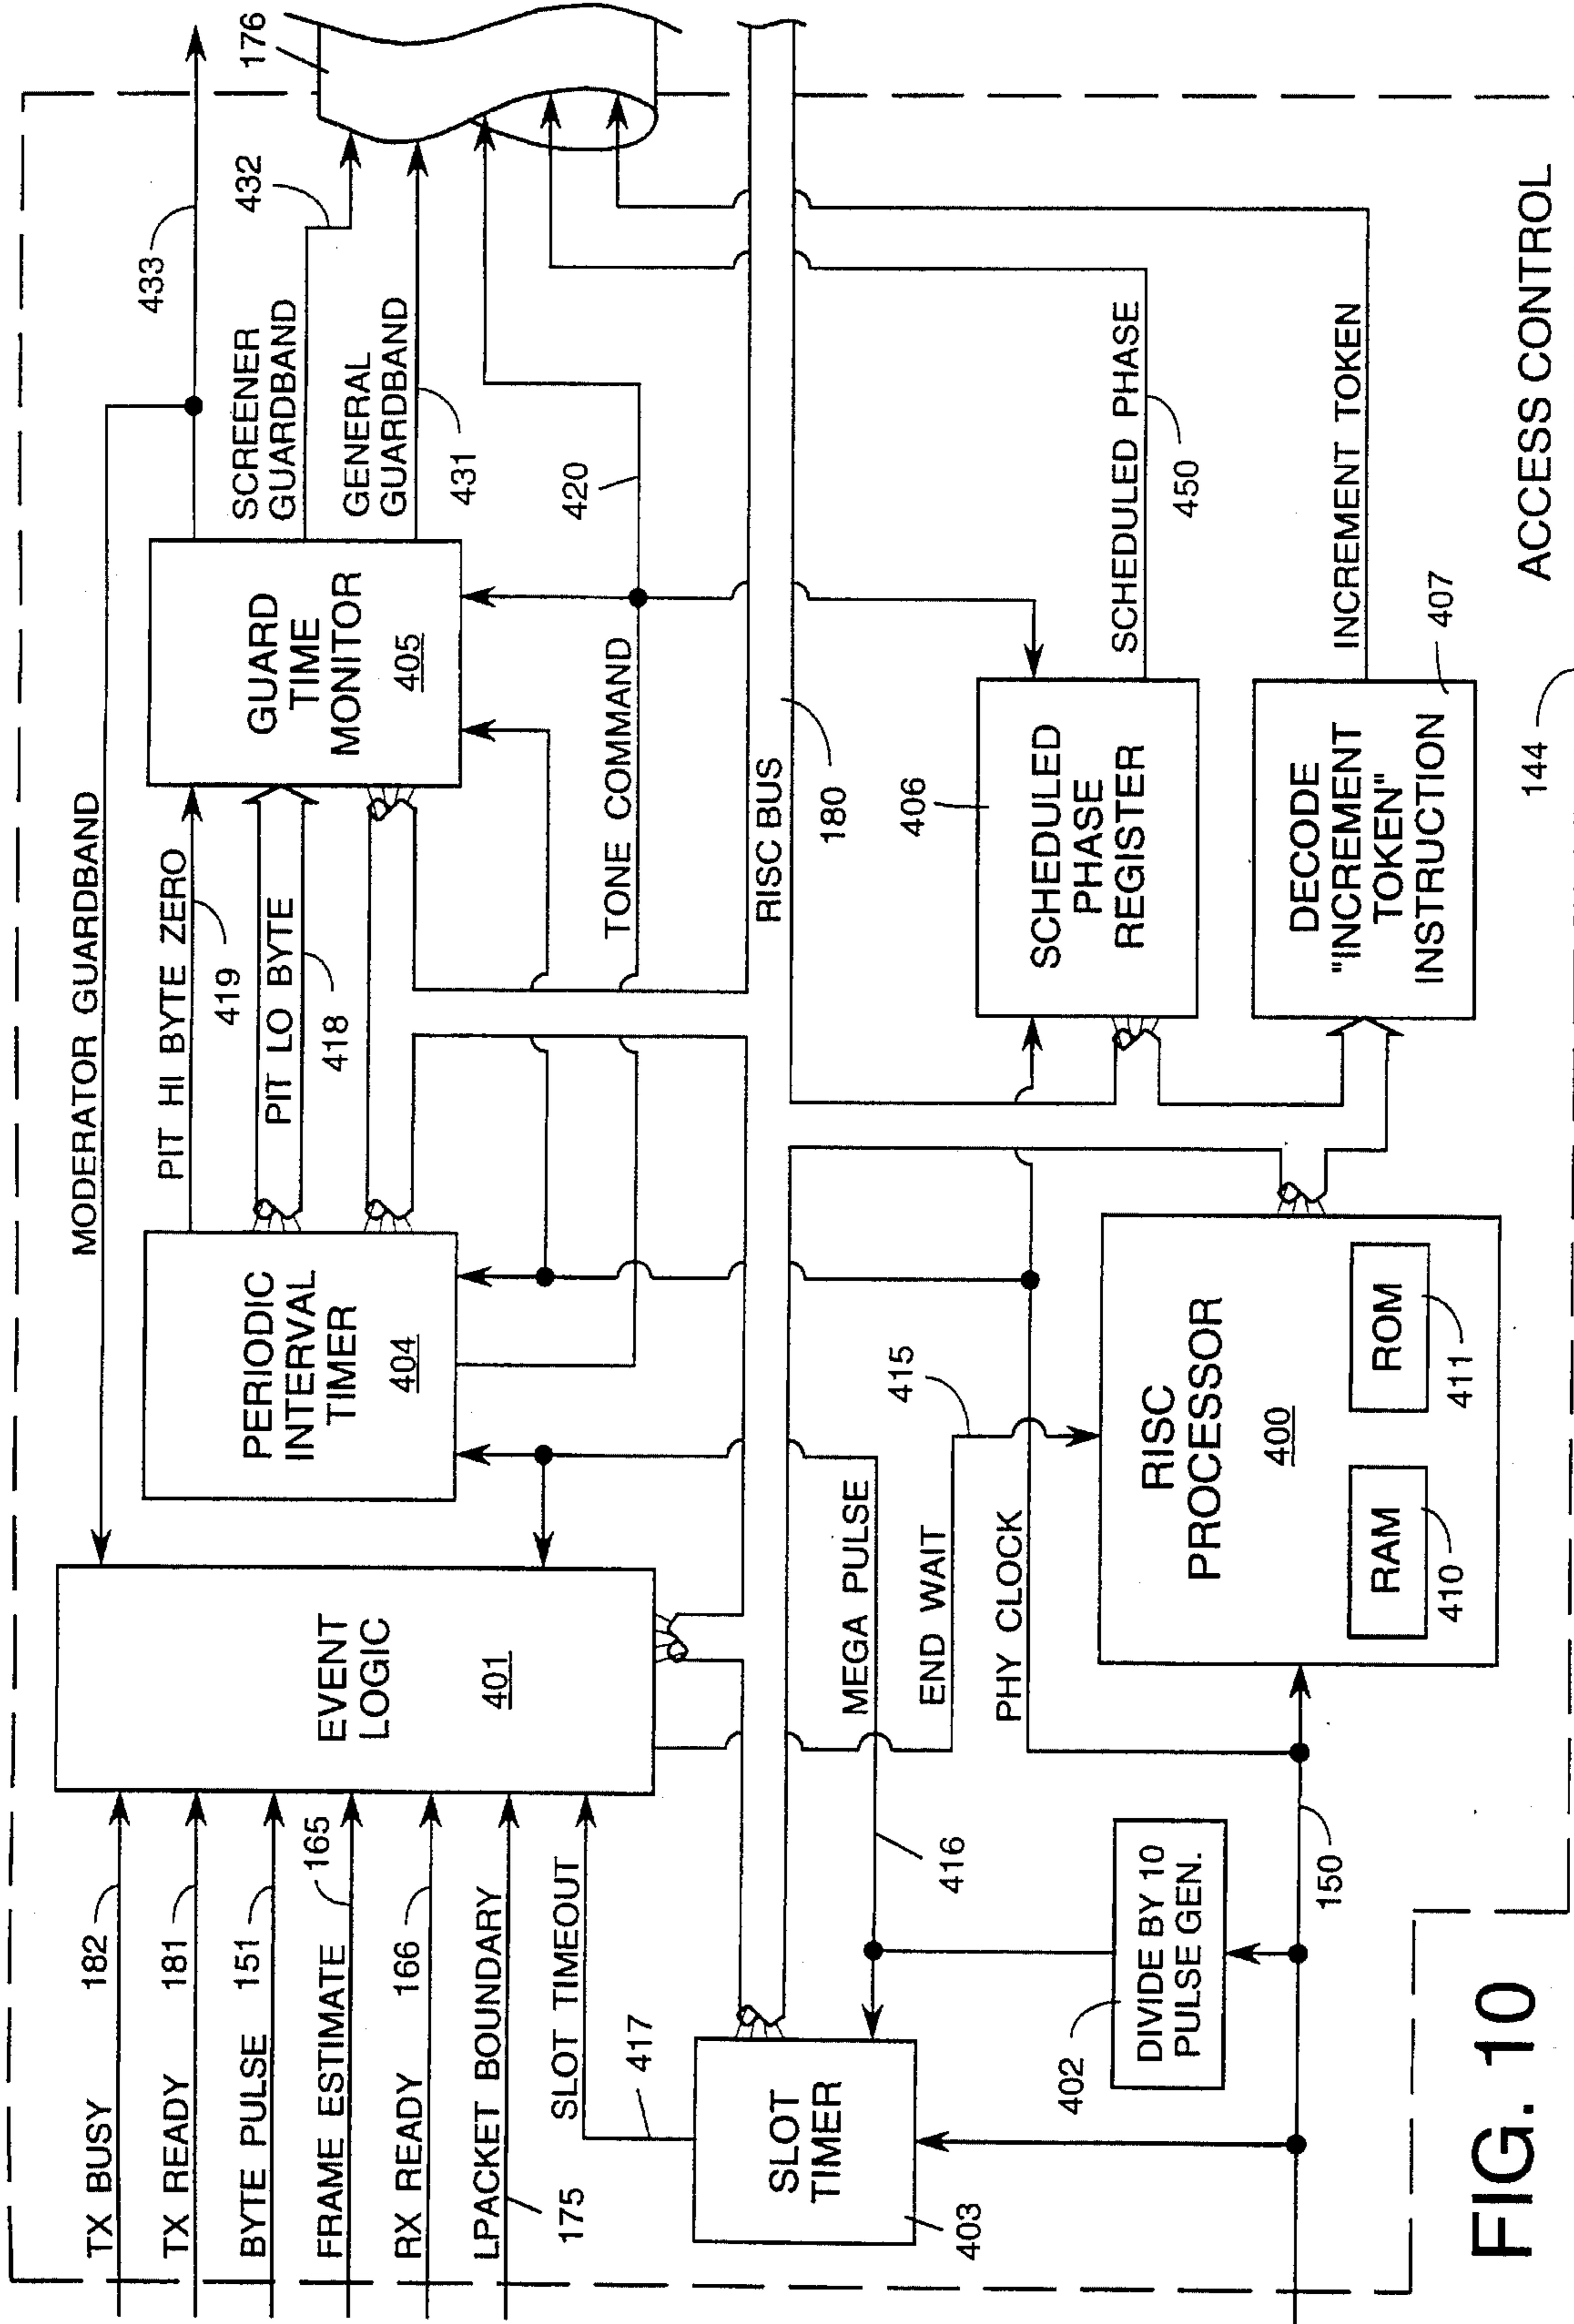 TX BUSY 182
TX READY 181
BYTE PULSE 151
FRAME ESTIMATE 165
RX READY 166
LPACKET BOUNDARY
175
SLOT TIMEOUT
417
EVENT
LOGIC
401
MODERATOR GUARDBAND
PERIODIC
INTERVAL
TIMER
404
PIT HI BYTE ZERO
419
PIT LO BYTE
418
GUARD
TIME
MONITOR
405
433
SCREENER
GUARDBAND
432
GENERAL
GUARDBAND
431
176
TONE COMMAND
420
RISC BUS
180
SLOT
TIMER
403
DIVIDE BY 10
PULSE GEN.
402
416
MEGA PULSE
END WAIT
415
PHY CLOCK
150
RISC
PROCESSOR
400
RAM
410
ROM
411
SCHEDULED
PHASE
REGISTER
406
SCHEDULED PHASE
450
DECODE
"INCREMENT
TOKEN"
INSTRUCTION
407
INCREMENT TOKEN
144
ACCESS CONTROL
FIG. 10